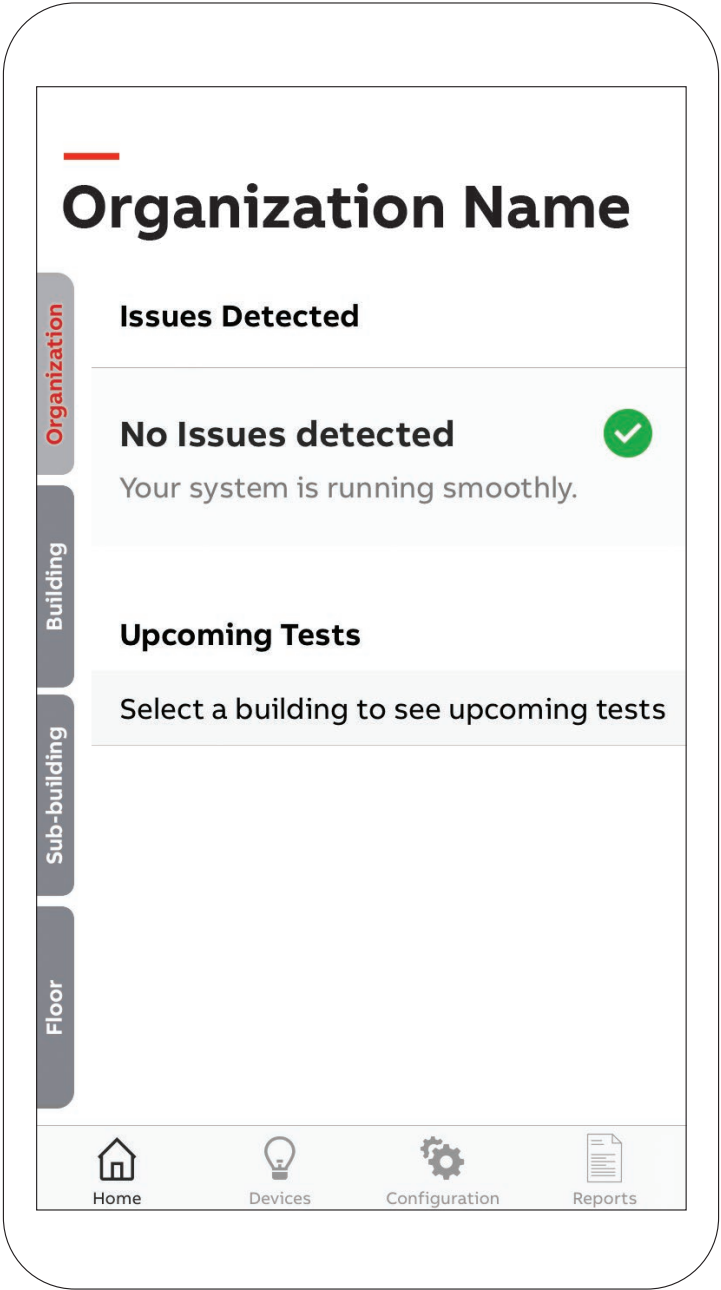 Organization Name
Organization
Issues Detected
No Issues detected
Your system is running smoothly.
Building
Upcoming Tests
Select a building to see upcoming tests
Sub-building
Floor
Home
Devices
Configuration
Reports